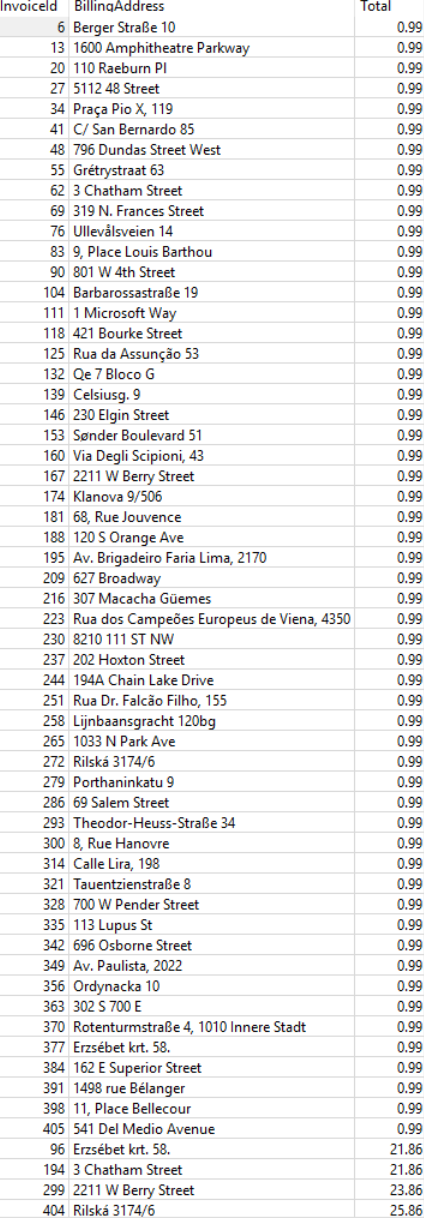 InvoiceId BillingAddress Total
6 Berger Straße 10 0.99
13 1600 Amphitheatre Parkway 0.99
20 110 Raeburn Pl 0.99
27 5112 48 Street 0.99
34 Praça Pio X, 119 0.99
41 C/ San Bernardo 85 0.99
48 796 Dundas Street West 0.99
55 Grétrystraat 63 0.99
62 3 Chatham Street 0.99
69 319 N. Frances Street 0.99
76 Ullevålsveien 14 0.99
83 9, Place Louis Barthou 0.99
90 801 W 4th Street 0.99
104 Barbarossastraße 19 0.99
111 1 Microsoft Way 0.99
118 421 Bourke Street 0.99
125 Rua da Assunção 53 0.99
132 Qe 7 Bloco G 0.99
139 Celsiusg. 9 0.99
146 230 Elgin Street 0.99
153 Sønder Boulevard 51 0.99
160 Via Degli Scipioni, 43 0.99
167 2211 W Berry Street 0.99
174 Klanova 9/506 0.99
181 68, Rue Jouvence 0.99
188 120 S Orange Ave 0.99
195 Av. Brigadeiro Faria Lima, 2170 0.99
209 627 Broadway 0.99
216 307 Macacha Güemes 0.99
223 Rua dos Campeões Europeus de Viena, 4350 0.99
230 8210 111 ST NW 0.99
237 202 Hoxton Street 0.99
244 194A Chain Lake Drive 0.99
251 Rua Dr. Falcão Filho, 155 0.99
258 Lijnbaansgracht 120bg 0.99
265 1033 N Park Ave 0.99
272 Rilská 3174/6 0.99
279 Porthaninkatu 9 0.99
286 69 Salem Street 0.99
293 Theodor-Heuss-Straße 34 0.99
300 8, Rue Hanovre 0.99
314 Calle Lira, 198 0.99
321 Tauentzienstraße 8 0.99
328 700 W Pender Street 0.99
335 113 Lupus St 0.99
342 696 Osborne Street 0.99
349 Av. Paulista, 2022 0.99
356 Ordynacka 10 0.99
363 302 S 700 E 0.99
370 Rotenturmstraße 4, 1010 Innere Stadt 0.99
377 Erzsébet krt. 58. 0.99
384 162 E Superior Street 0.99
391 1498 rue Bélanger 0.99
398 11, Place Bellecour 0.99
405 541 Del Medio Avenue 0.99
96 Erzsébet krt. 58. 21.86
194 3 Chatham Street 21.86
299 2211 W Berry Street 23.86
404 Rilská 3174/6 25.86